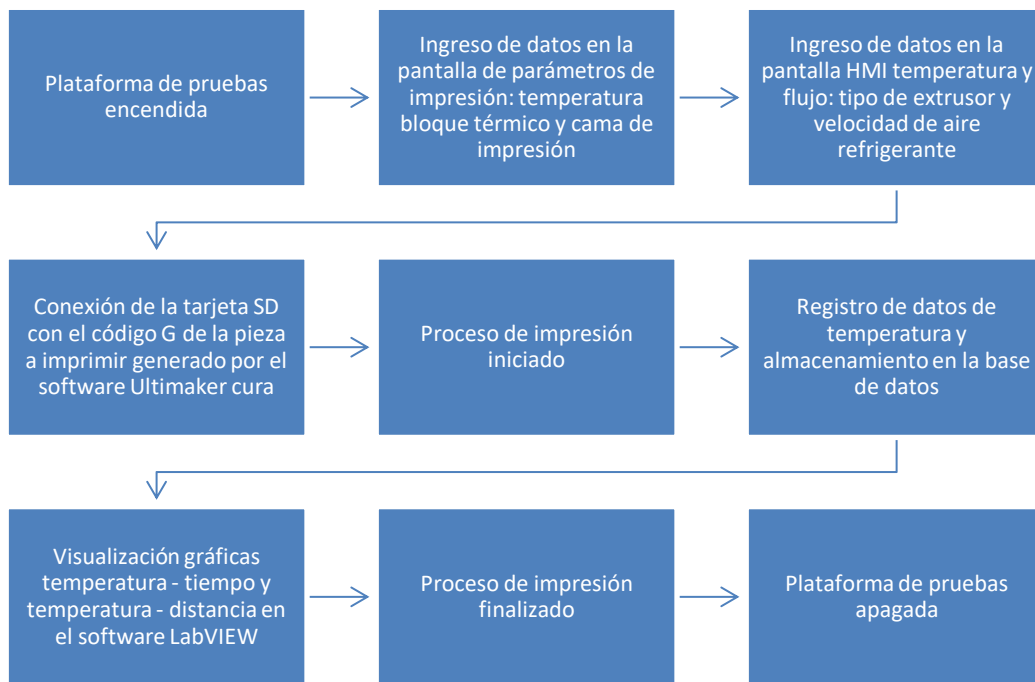 Plataforma de pruebas
encendida
Ingreso de datos en la
pantalla de parámetros de
impresión: temperatura
bloque térmico y cama de
impresión
Ingreso de datos en la
pantalla HMI temperatura y
flujo: tipo de extrusor y
velocidad de aire
refrigerante
Conexión de la tarjeta SD
con el código G de la pieza
a imprimir generado por el
software Ultimaker cura
Proceso de impresión
iniciado
Registro de datos de
temperatura y
almacenamiento en la base
de datos
Visualización gráficas
temperatura - tiempo y
temperatura - distancia en
el software LabVIEW
Proceso de impresión
finalizado
Plataforma de pruebas
apagada